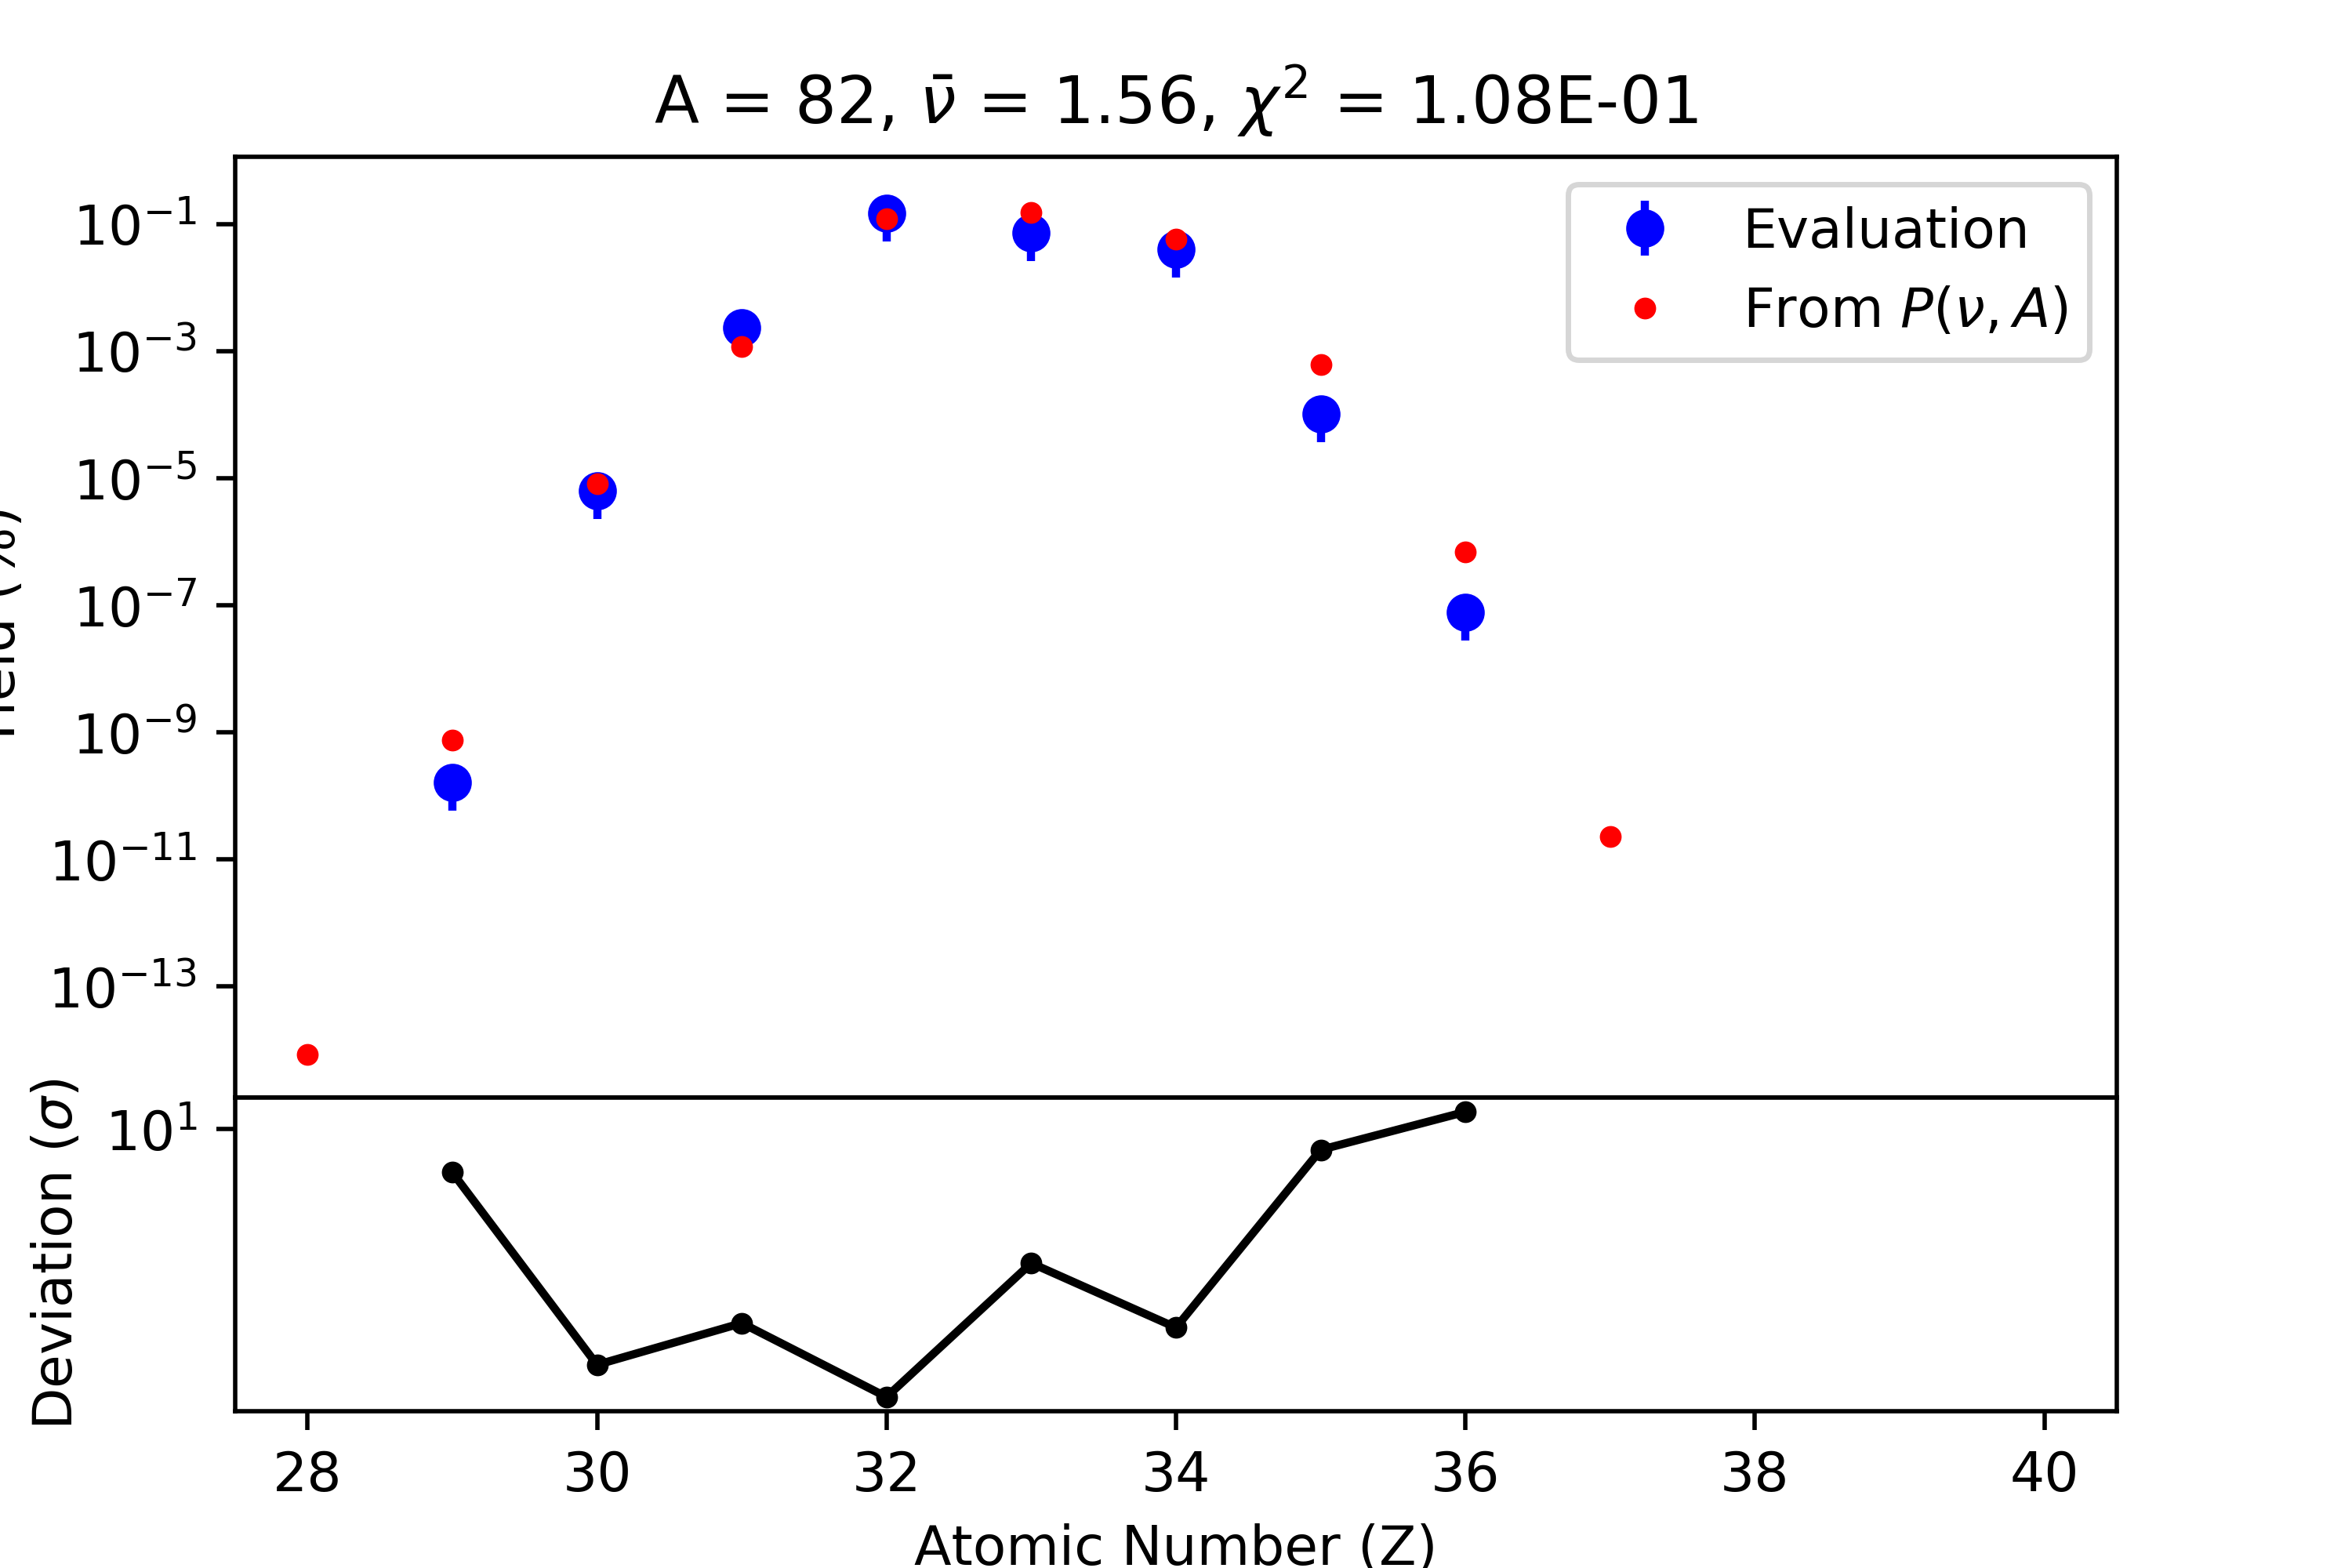 A = 82, ν̄ = 1.56, χ² = 1.08E-01
Evaluation
From P(ν, A)
10⁻¹
10⁻³
10⁻⁵
10⁻⁷
10⁻⁹
10⁻¹¹
10⁻¹³
(%)
Deviation (σ)
10¹
28 30 32 34 36 38 40
Atomic Number (Z)